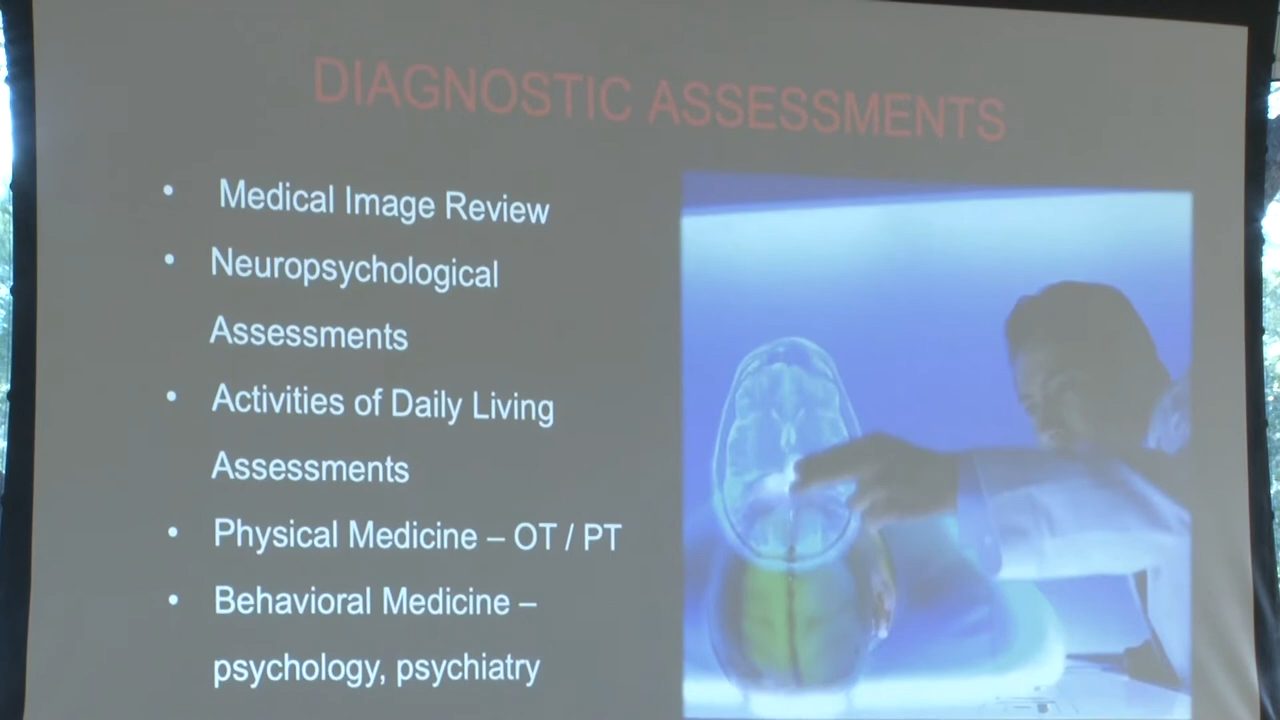 DIAGNOSTIC ASSESSMENTS
• Medical Image Review
• Neuropsychological
Assessments
• Activities of Daily Living
Assessments
• Physical Medicine – OT / PT
• Behavioral Medicine –
psychology, psychiatry